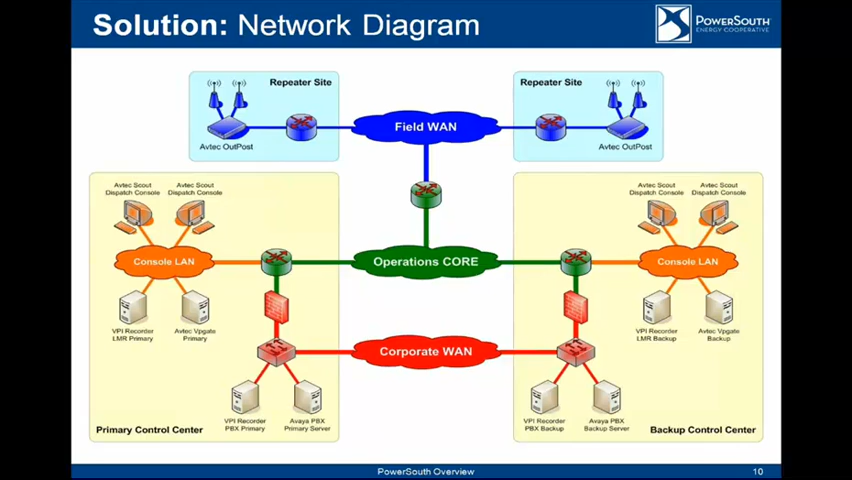 Solution: Network Diagram
POWERSOUTH
ENERGY COOPERATIVE
Repeater Site
Avtec OutPost
Field WAN
Repeater Site
Avtec OutPost
Avtec Scout
Dispatch Console
Avtec Scout
Dispatch Console
Console LAN
VPI Recorder
LMR Primary
Avtec Vpgate
Primary
VPI Recorder
PBX Primary
Avaya PBX
Primary Server
Primary Control Center
Operations CORE
Corporate WAN
Avtec Scout
Dispatch Console
Avtec Scout
Dispatch Console
Console LAN
VPI Recorder
LMR Backup
Avtec Vpgate
Backup
VPI Recorder
PBX Backup
Avaya PBX
Backup Server
Backup Control Center
PowerSouth Overview
10